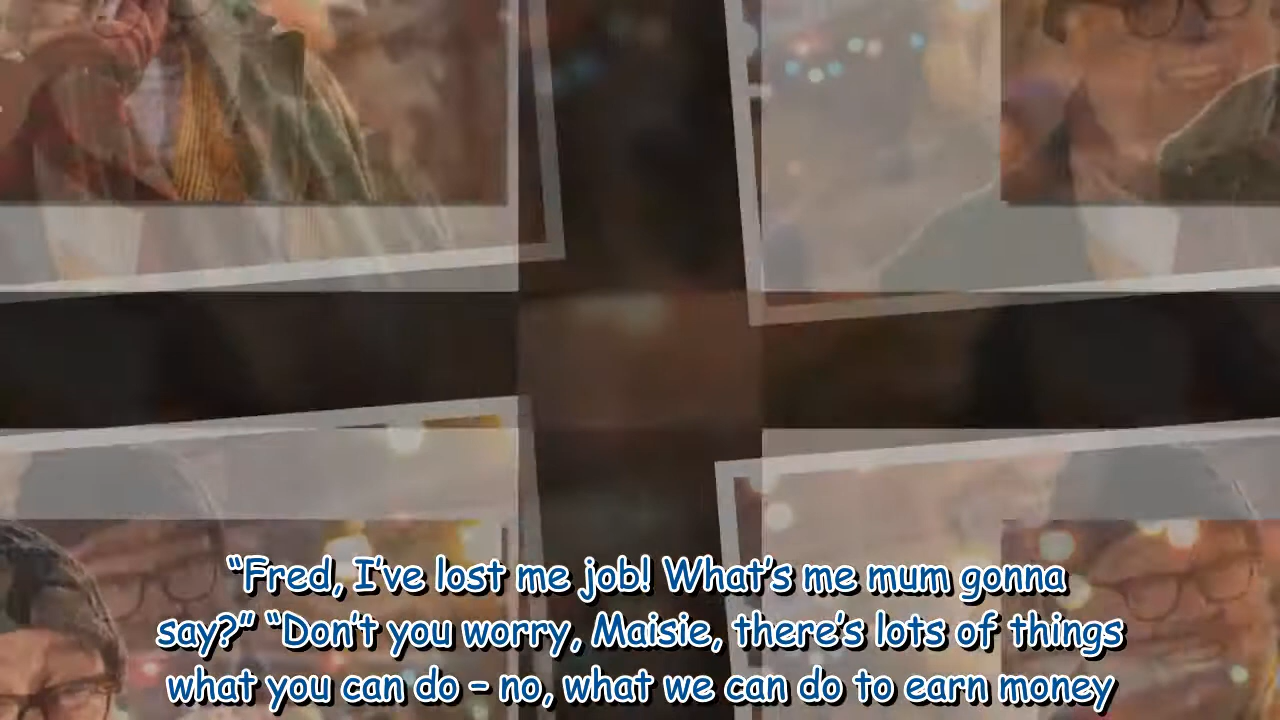 “Fred, I’ve lost me job! What’s me mum gonna
say?” “Don’t you worry, Maisie, there’s lots of things
what you can do – no, what we can do to earn money